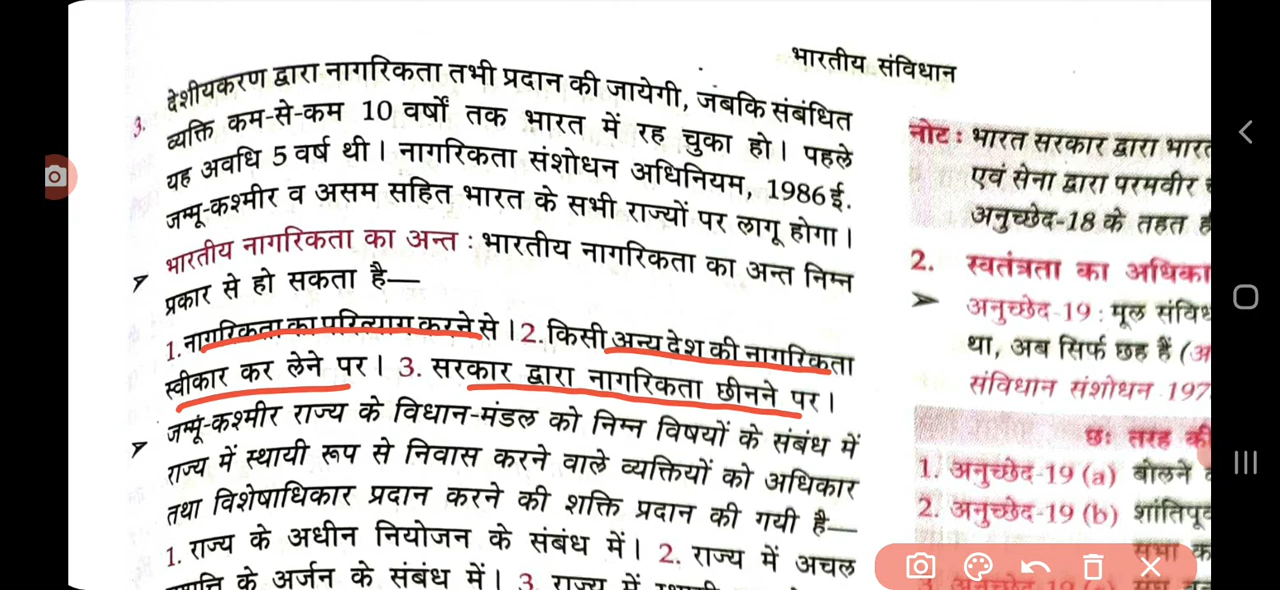 भारतीय संविधान
3. देशीयकरण द्वारा नागरिकता तभी प्रदान की जायेगी, जबकि संबंधित
व्यक्ति कम-से-कम 10 वर्षों तक भारत में रह चुका हो। पहले
यह अवधि 5 वर्ष थी। नागरिकता संशोधन अधिनियम, 1986 ई.
जम्मू-कश्मीर व असम सहित भारत के सभी राज्यों पर लागू होगा।
भारतीय नागरिकता का अन्त : भारतीय नागरिकता का अन्त निम्न
प्रकार से हो सकता है—
1. नागरिकता का परित्याग करने से । 2. किसी अन्य देश की नागरिकता
स्वीकार कर लेने पर। 3. सरकार द्वारा नागरिकता छीनने पर।
जम्मूं-कश्मीर राज्य के विधान-मंडल को निम्न विषयों के संबंध में
राज्य में स्थायी रूप से निवास करने वाले व्यक्तियों को अधिकार
तथा विशेषाधिकार प्रदान करने की शक्ति प्रदान की गयी है—
1. राज्य के अधीन नियोजन के संबंध में। 2. राज्य में अचल
के अर्जन के संबंध में। 3. राज्य में
नोट : भारत सरकार द्वारा
एवं सेना द्वारा परमवीर
अनुच्छेद-18 के तहत
2. स्वतंत्रता का
अनुच्छेद-19 : मूल
था, अब सिर्फ छह हैं
संविधान संशोधन
छः तरह की
1. अनुच्छेद-19 (a) बोलने
2. अनुच्छेद-19 (b)